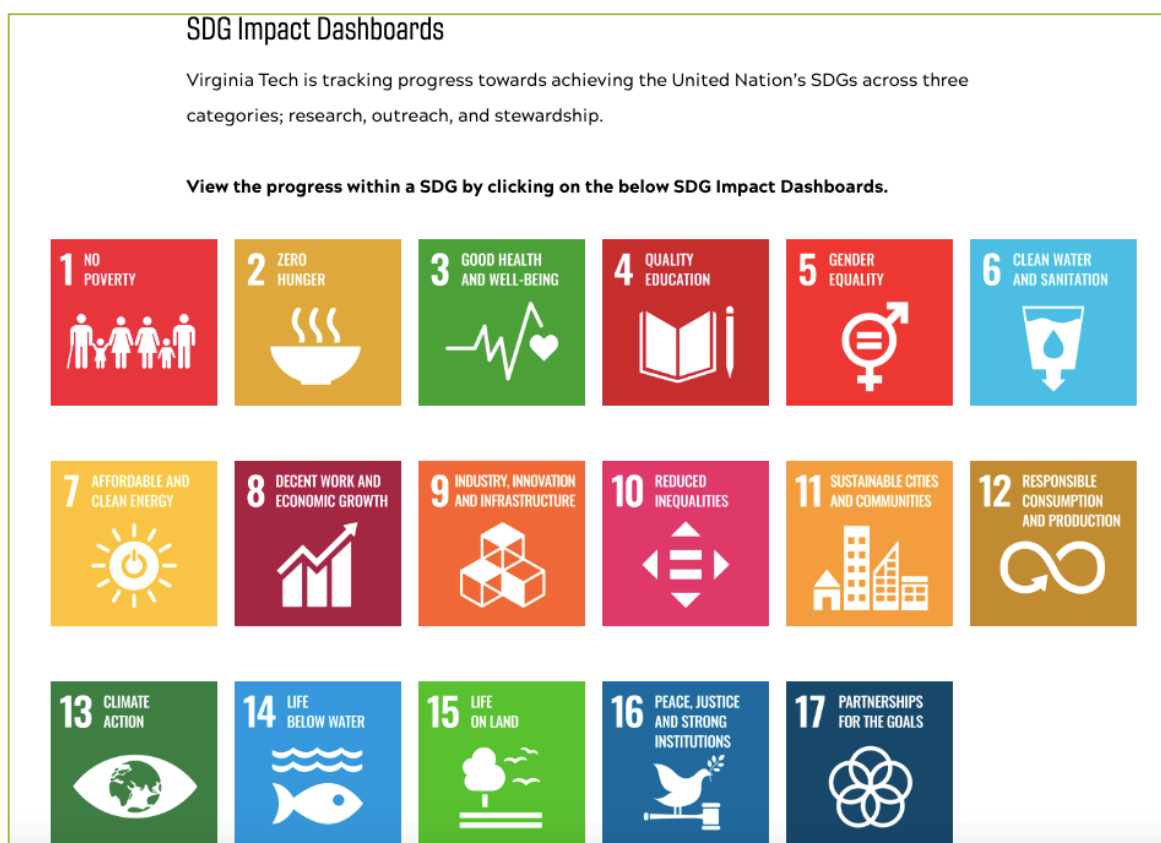 SDG Impact Dashboards
Virginia Tech is tracking progress towards achieving the United Nation's SDGs across three
categories; research, outreach, and stewardship.
View the progress within a SDG by clicking on the below SDG Impact Dashboards.
1 NO
POVERTY
2 ZERO
HUNGER
3 GOOD HEALTH
AND WELL-BEING
4 QUALITY
EDUCATION
5 GENDER
EQUALITY
6 CLEAN WATER
AND SANITATION
7 AFFORDABLE AND
CLEAN ENERGY
8 DECENT WORK AND
ECONOMIC GROWTH
9 INDUSTRY, INNOVATION
AND INFRASTRUCTURE
10 REDUCED
INEQUALITIES
11 SUSTAINABLE CITIES
AND COMMUNITIES
12 RESPONSIBLE
CONSUMPTION
AND PRODUCTION
13 CLIMATE
ACTION
14 LIFE
BELOW WATER
15 LIFE
ON LAND
16 PEACE, JUSTICE
AND STRONG
INSTITUTIONS
17 PARTNERSHIPS
FOR THE GOALS